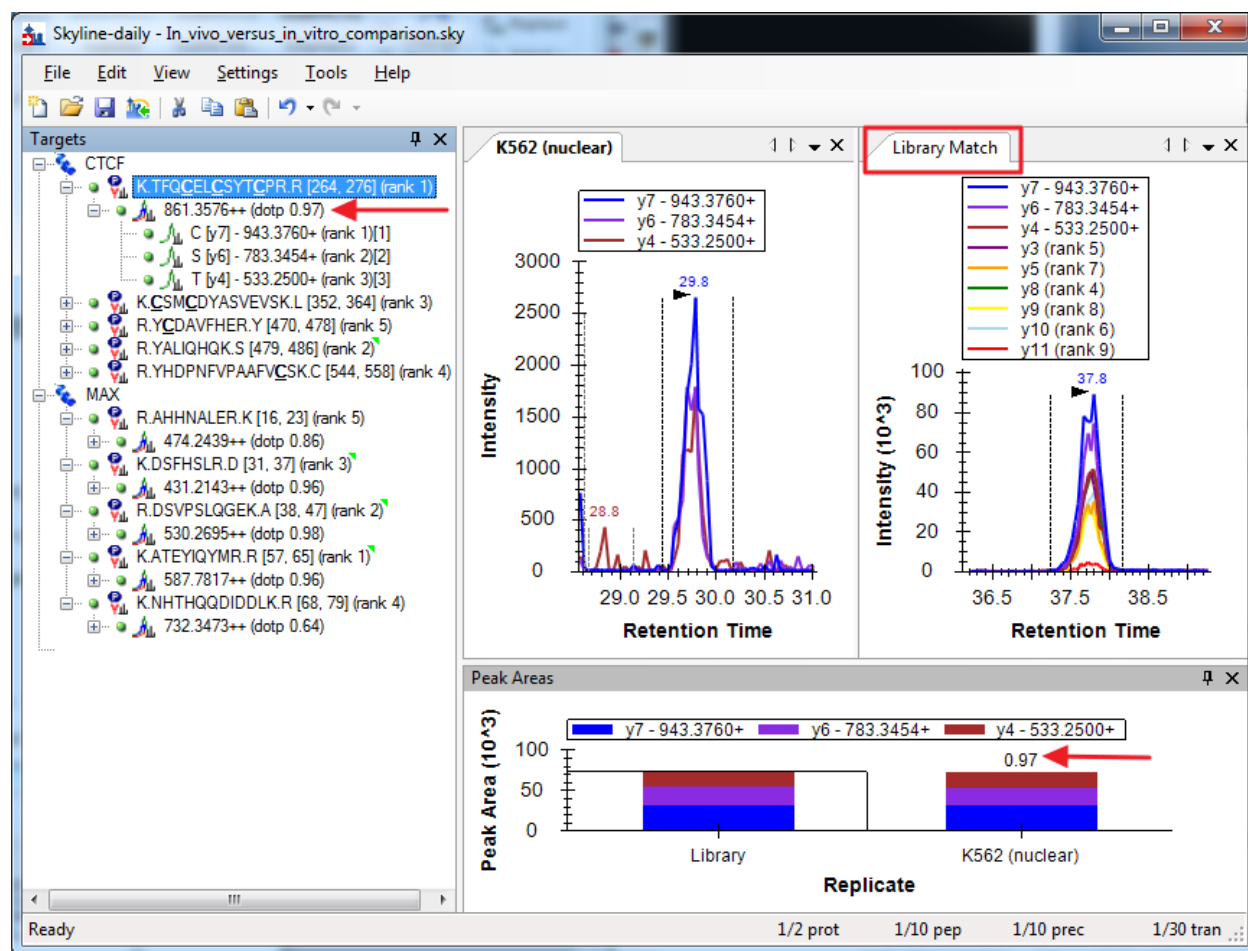 Skyline-daily - In_vivo_versus_in_vitro_comparison.sky
File Edit View Settings Tools Help
Targets
CTCF
K.TFQCELCSYTCPR.R [264, 276] (rank 1)
861.3576++ (dotp 0.97)
C [y7] - 943.3760+ (rank 1)[1]
S [y6] - 783.3454+ (rank 2)[2]
T [y4] - 533.2500+ (rank 3)[3]
K.CSMCDYASVEVSK.L [352, 364] (rank 3)
R.YCDAVFHER.Y [470, 478] (rank 5)
R.YALIQHQK.S [479, 486] (rank 2)
R.YHDPNFVPAAFVCSK.C [544, 558] (rank 4)
MAX
R.AHHNALER.K [16, 23] (rank 5)
474.2439++ (dotp 0.86)
K.DSFHSLR.D [31, 37] (rank 3)
431.2143++ (dotp 0.96)
R.DSVPSLQGEK.A [38, 47] (rank 2)
530.2695++ (dotp 0.98)
K.ATEYIQYMR.R [57, 65] (rank 1)
587.7817++ (dotp 0.96)
K.NHTHQQDIDDLK.R [68, 79] (rank 4)
732.3473++ (dotp 0.64)
K562 (nuclear)
y7 - 943.3760+
y6 - 783.3454+
y4 - 533.2500+
3000
2500
2000
1500
1000
500
0
29.8
28.8
Intensity
29.0 29.5 30.0 30.5 31.0
Retention Time
Library Match
y7 - 943.3760+
y6 - 783.3454+
y4 - 533.2500+
y3 (rank 5)
y5 (rank 7)
y8 (rank 4)
y9 (rank 8)
y10 (rank 6)
y11 (rank 9)
100
80
60
40
20
0
37.8
Intensity (10^3)
36.5 37.5 38.5
Retention Time
Peak Areas
y7 - 943.3760+ y6 - 783.3454+ y4 - 533.2500+
100
50
0
0.97
Peak Area (10^3)
Library K562 (nuclear)
Replicate
Ready 1/2 prot 1/10 pep 1/10 prec 1/30 tran